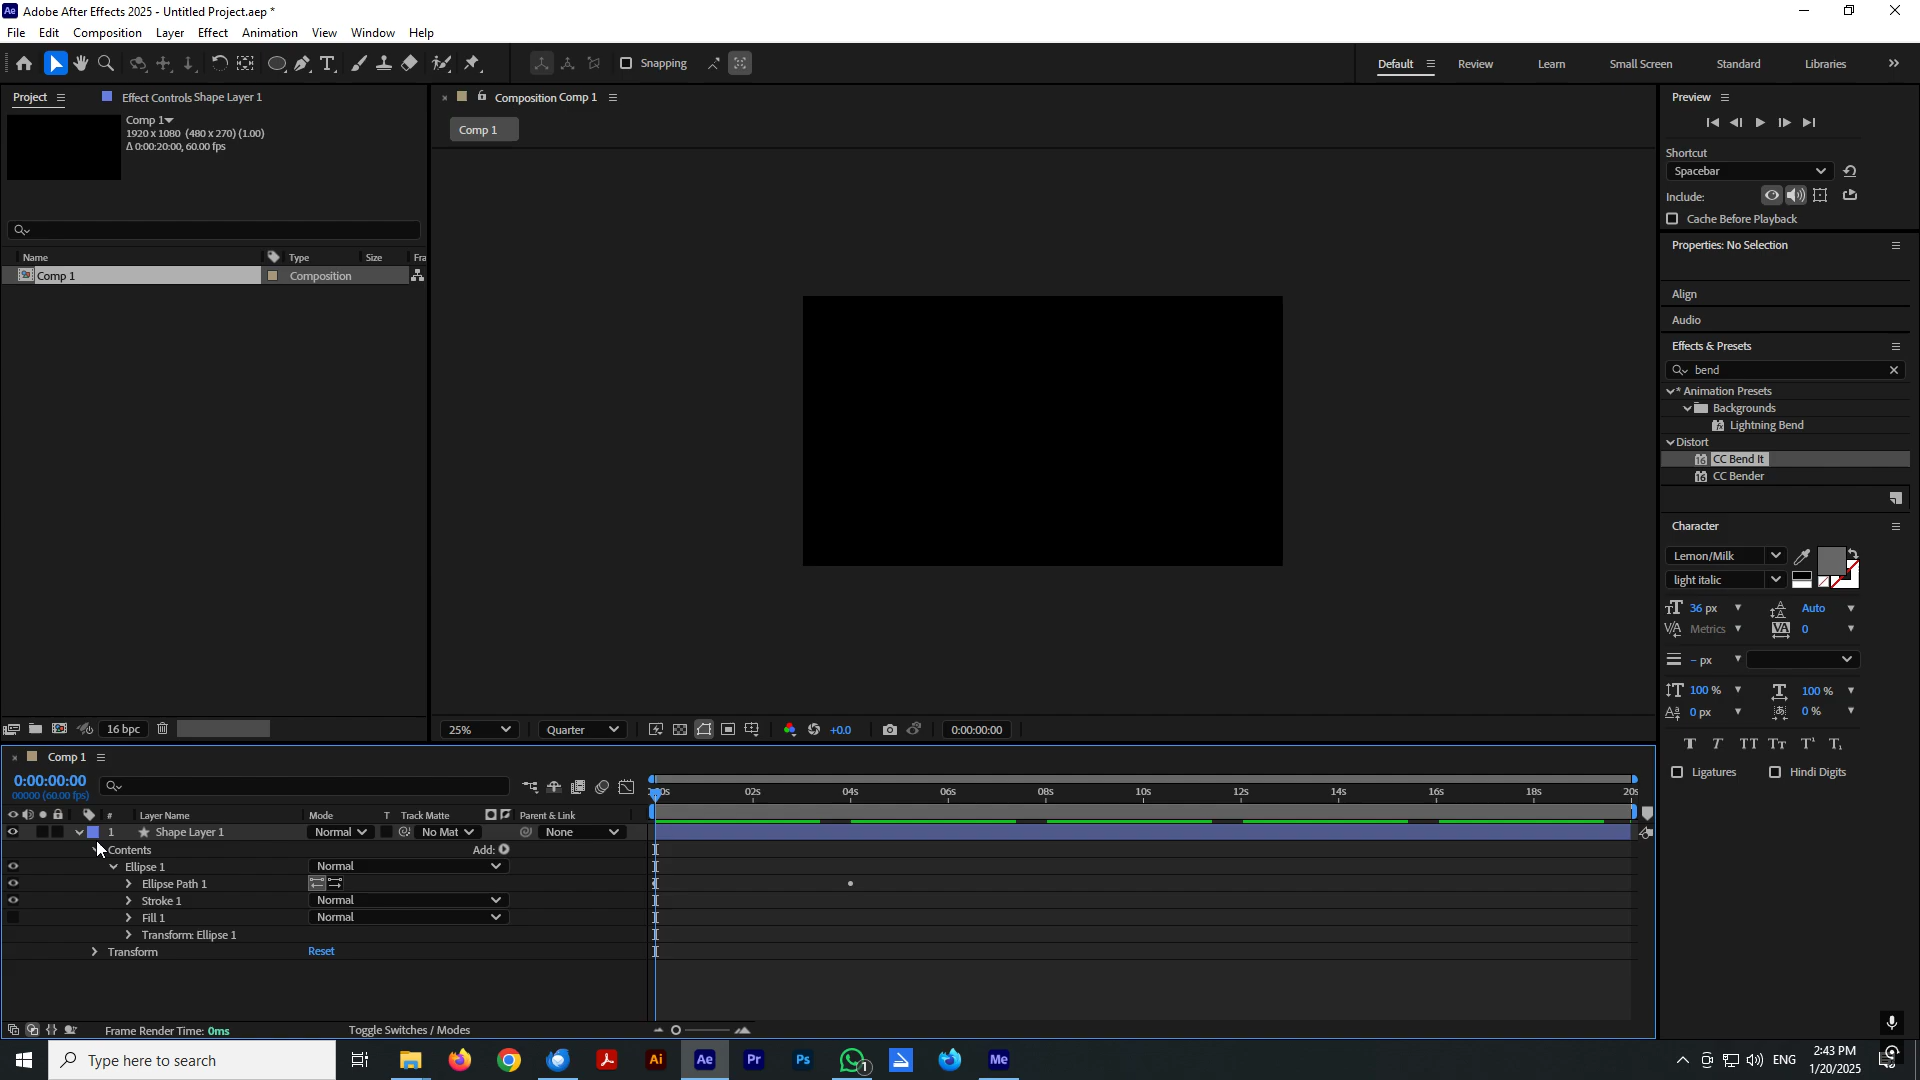 Adobe After Effects 2025 - Untitled Project.aep *
File Edit Composition Layer Effect Animation View Window Help
Snapping
Default Review Learn Small Screen Standard Libraries
Project Effect Controls Shape Layer 1
Composition Comp 1
Preview
Comp 1
1920 x 1080 (480 x 270) (1.00)
Δ 0:00:20:00, 60.00 fps
Comp 1
Shortcut
Spacebar
Include:
Cache Before Playback
Name Type Size Fra
Comp 1 Composition
Properties: No Selection
Align
Audio
Effects & Presets
bend
* Animation Presets
Backgrounds
Lightning Bend
Distort
CC Bend It
CC Bender
Character
Lemon/Milk
light italic
36 px Auto
Metrics 0
- px
100 % 100 %
0 px 0 %
Ligatures Hindi Digits
16 bpc
25% Quarter +0.0 0:00:00:00
Comp 1
0:00:00:00
00000 (60.00 fps)
02s 04s 06s 08s 10s 12s 14s 16s 18s 20s
# Layer Name Mode T Track Matte Parent & Link
1 Shape Layer 1 Normal No Mat None
Contents Add:
Ellipse 1 Normal
Ellipse Path 1
Stroke 1 Normal
Fill 1 Normal
Transform: Ellipse 1
Transform Reset
Frame Render Time: 0ms Toggle Switches / Modes
Type here to search
Ai Ae Pr Ps 1 Me
ENG
2:43 PM
1/20/2025